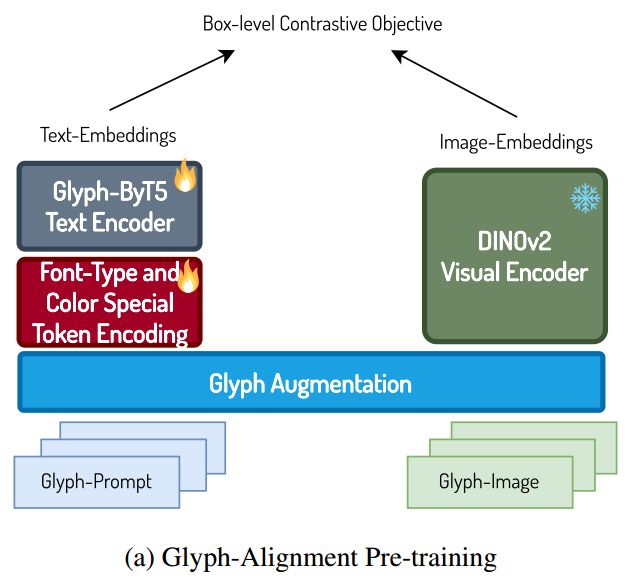 Box-level Contrastive Objective
Text-Embeddings
Image-Embeddings
Glyph-ByT5
Text Encoder
DINOv2
Visual Encoder
Font-Type and
Color Special
Token Encoding
Glyph Augmentation
Glyph-Prompt
Glyph-Image
(a) Glyph-Alignment Pre-training